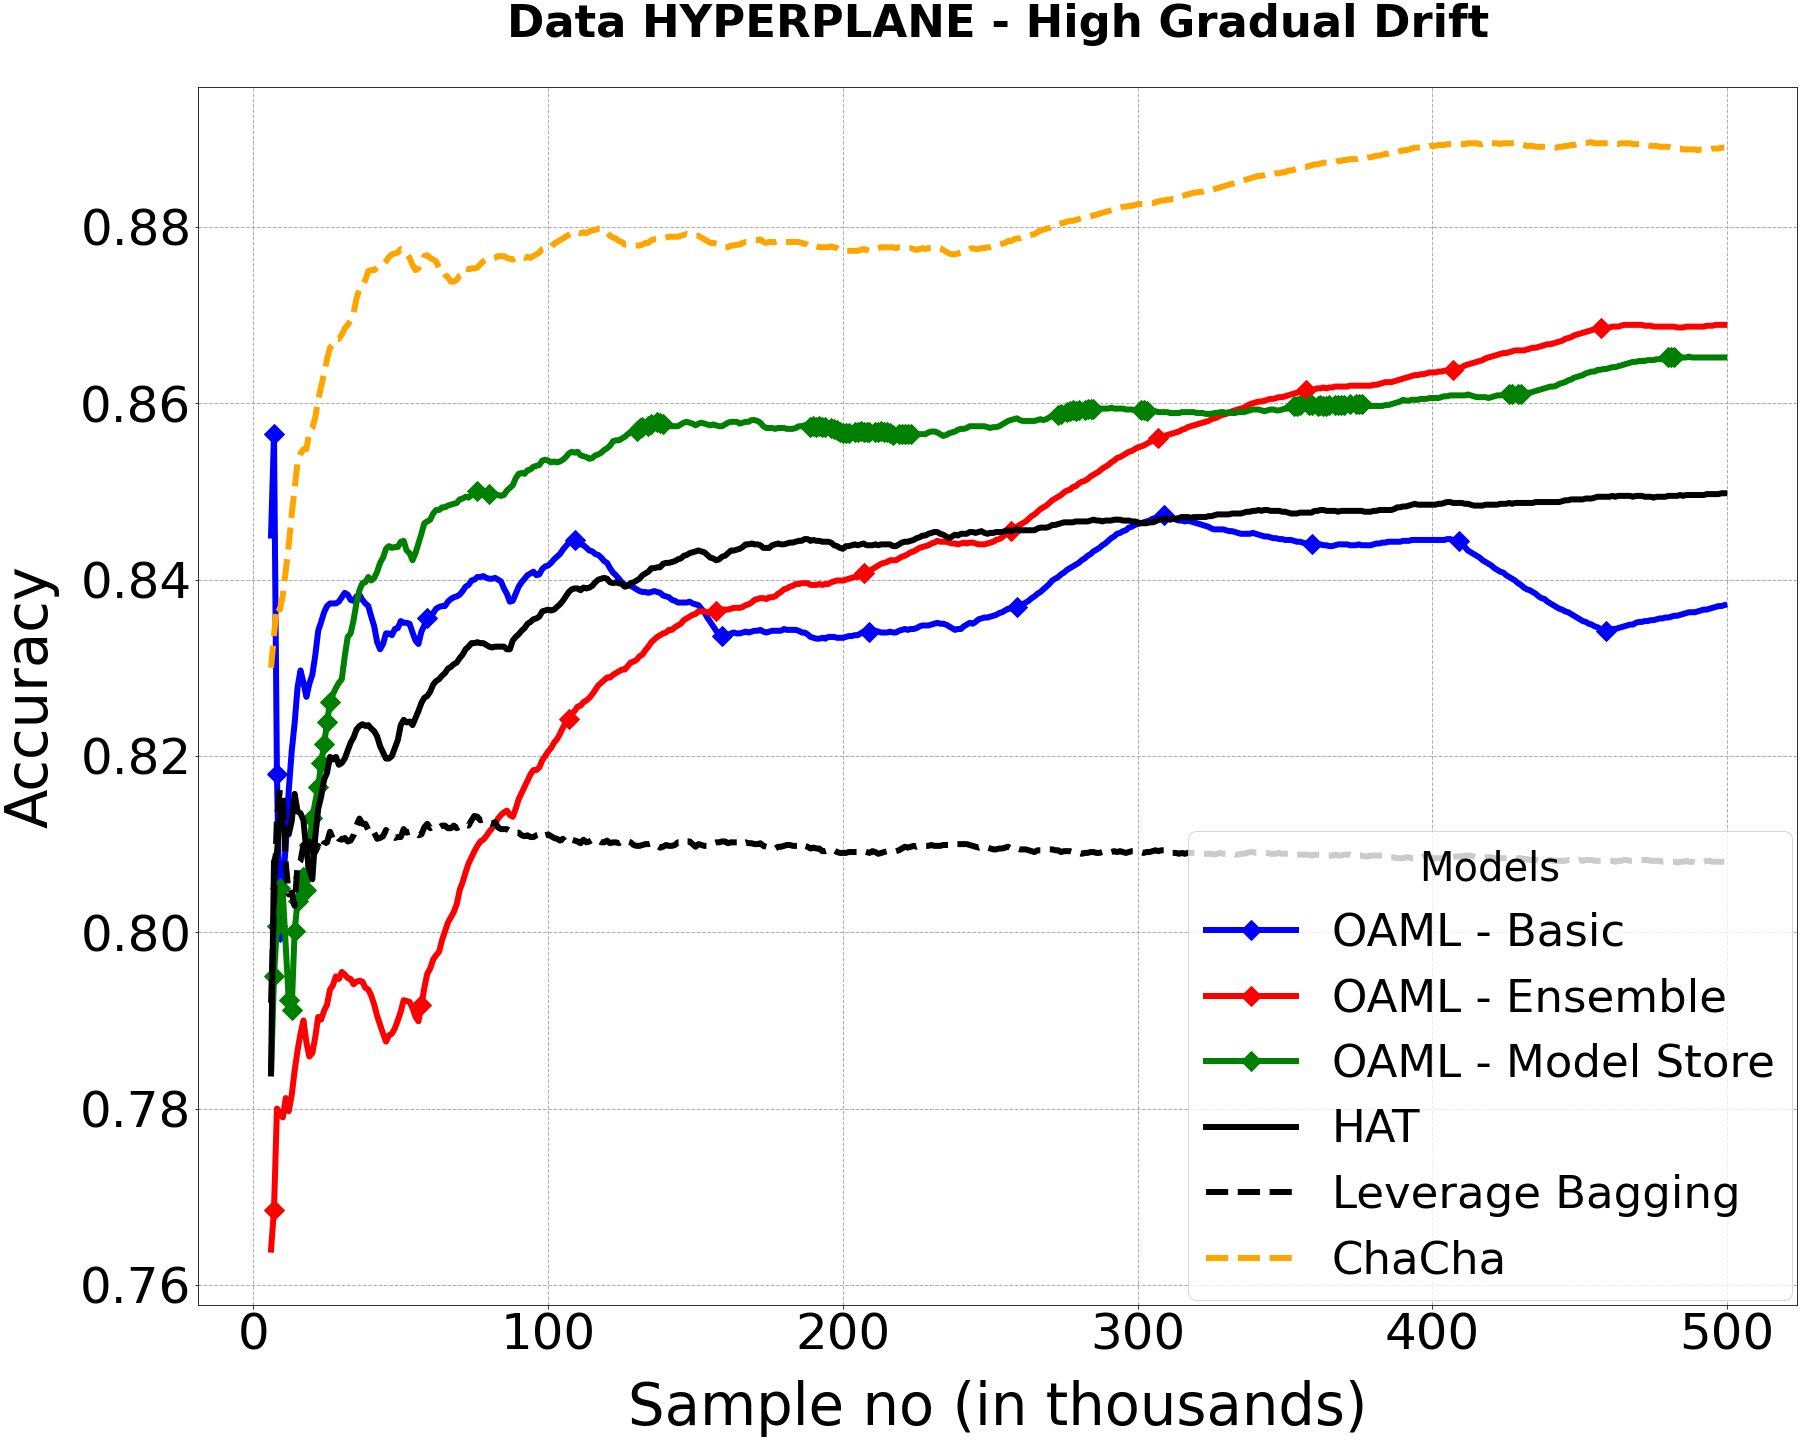 Data HYPERPLANE - High Gradual Drift
Accuracy
0.88
0.86
0.84
0.82
0.80
0.78
0.76
0
100
200
300
400
500
Sample no (in thousands)
Models
OAML - Basic
OAML - Ensemble
OAML - Model Store
HAT
Leverage Bagging
ChaCha